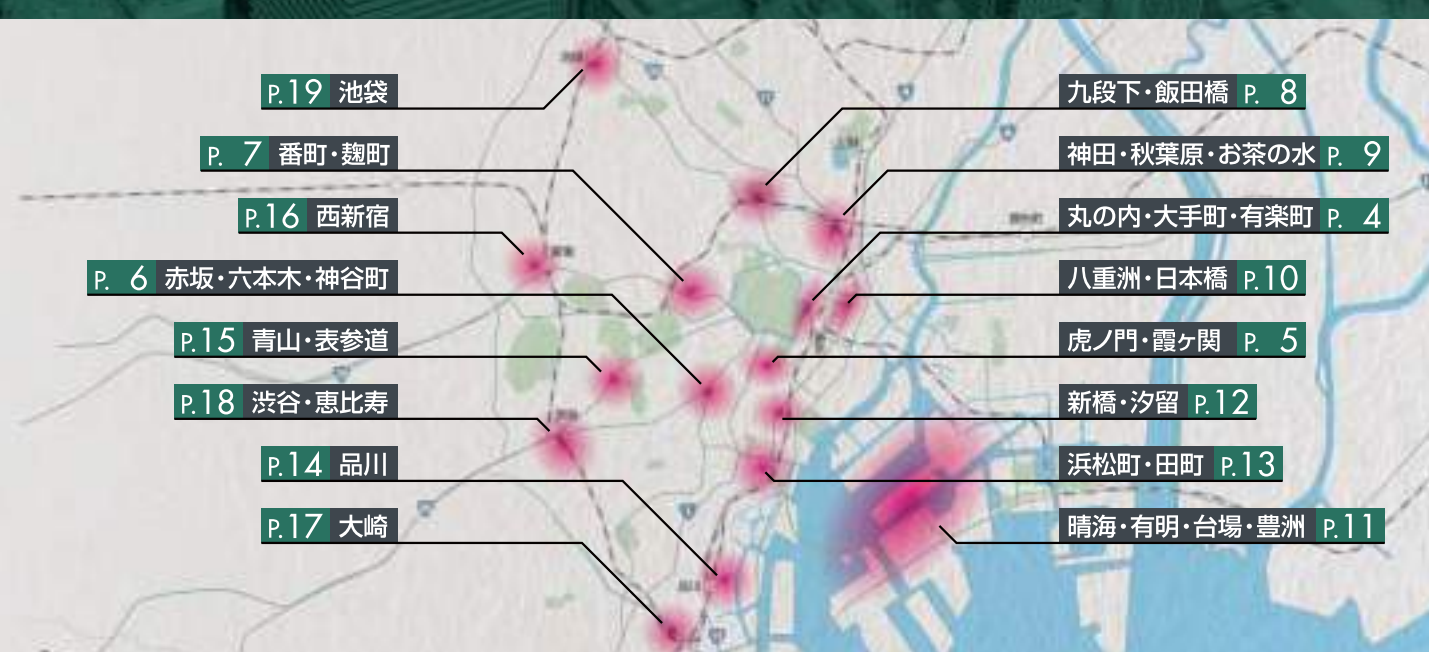 P.19 池袋
P. 7 番町・麹町
P.16 西新宿
P. 6 赤坂・六本木・神谷町
P.15 青山・表参道
P.18 渋谷・恵比寿
P.14 品川
P.17 大崎
九段下・飯田橋 P. 8
神田・秋葉原・お茶の水 P. 9
丸の内・大手町・有楽町 P. 4
八重洲・日本橋 P.10
虎ノ門・霞ヶ関 P. 5
新橋・汐留 P.12
浜松町・田町 P.13
晴海・有明・台場・豊洲 P.11